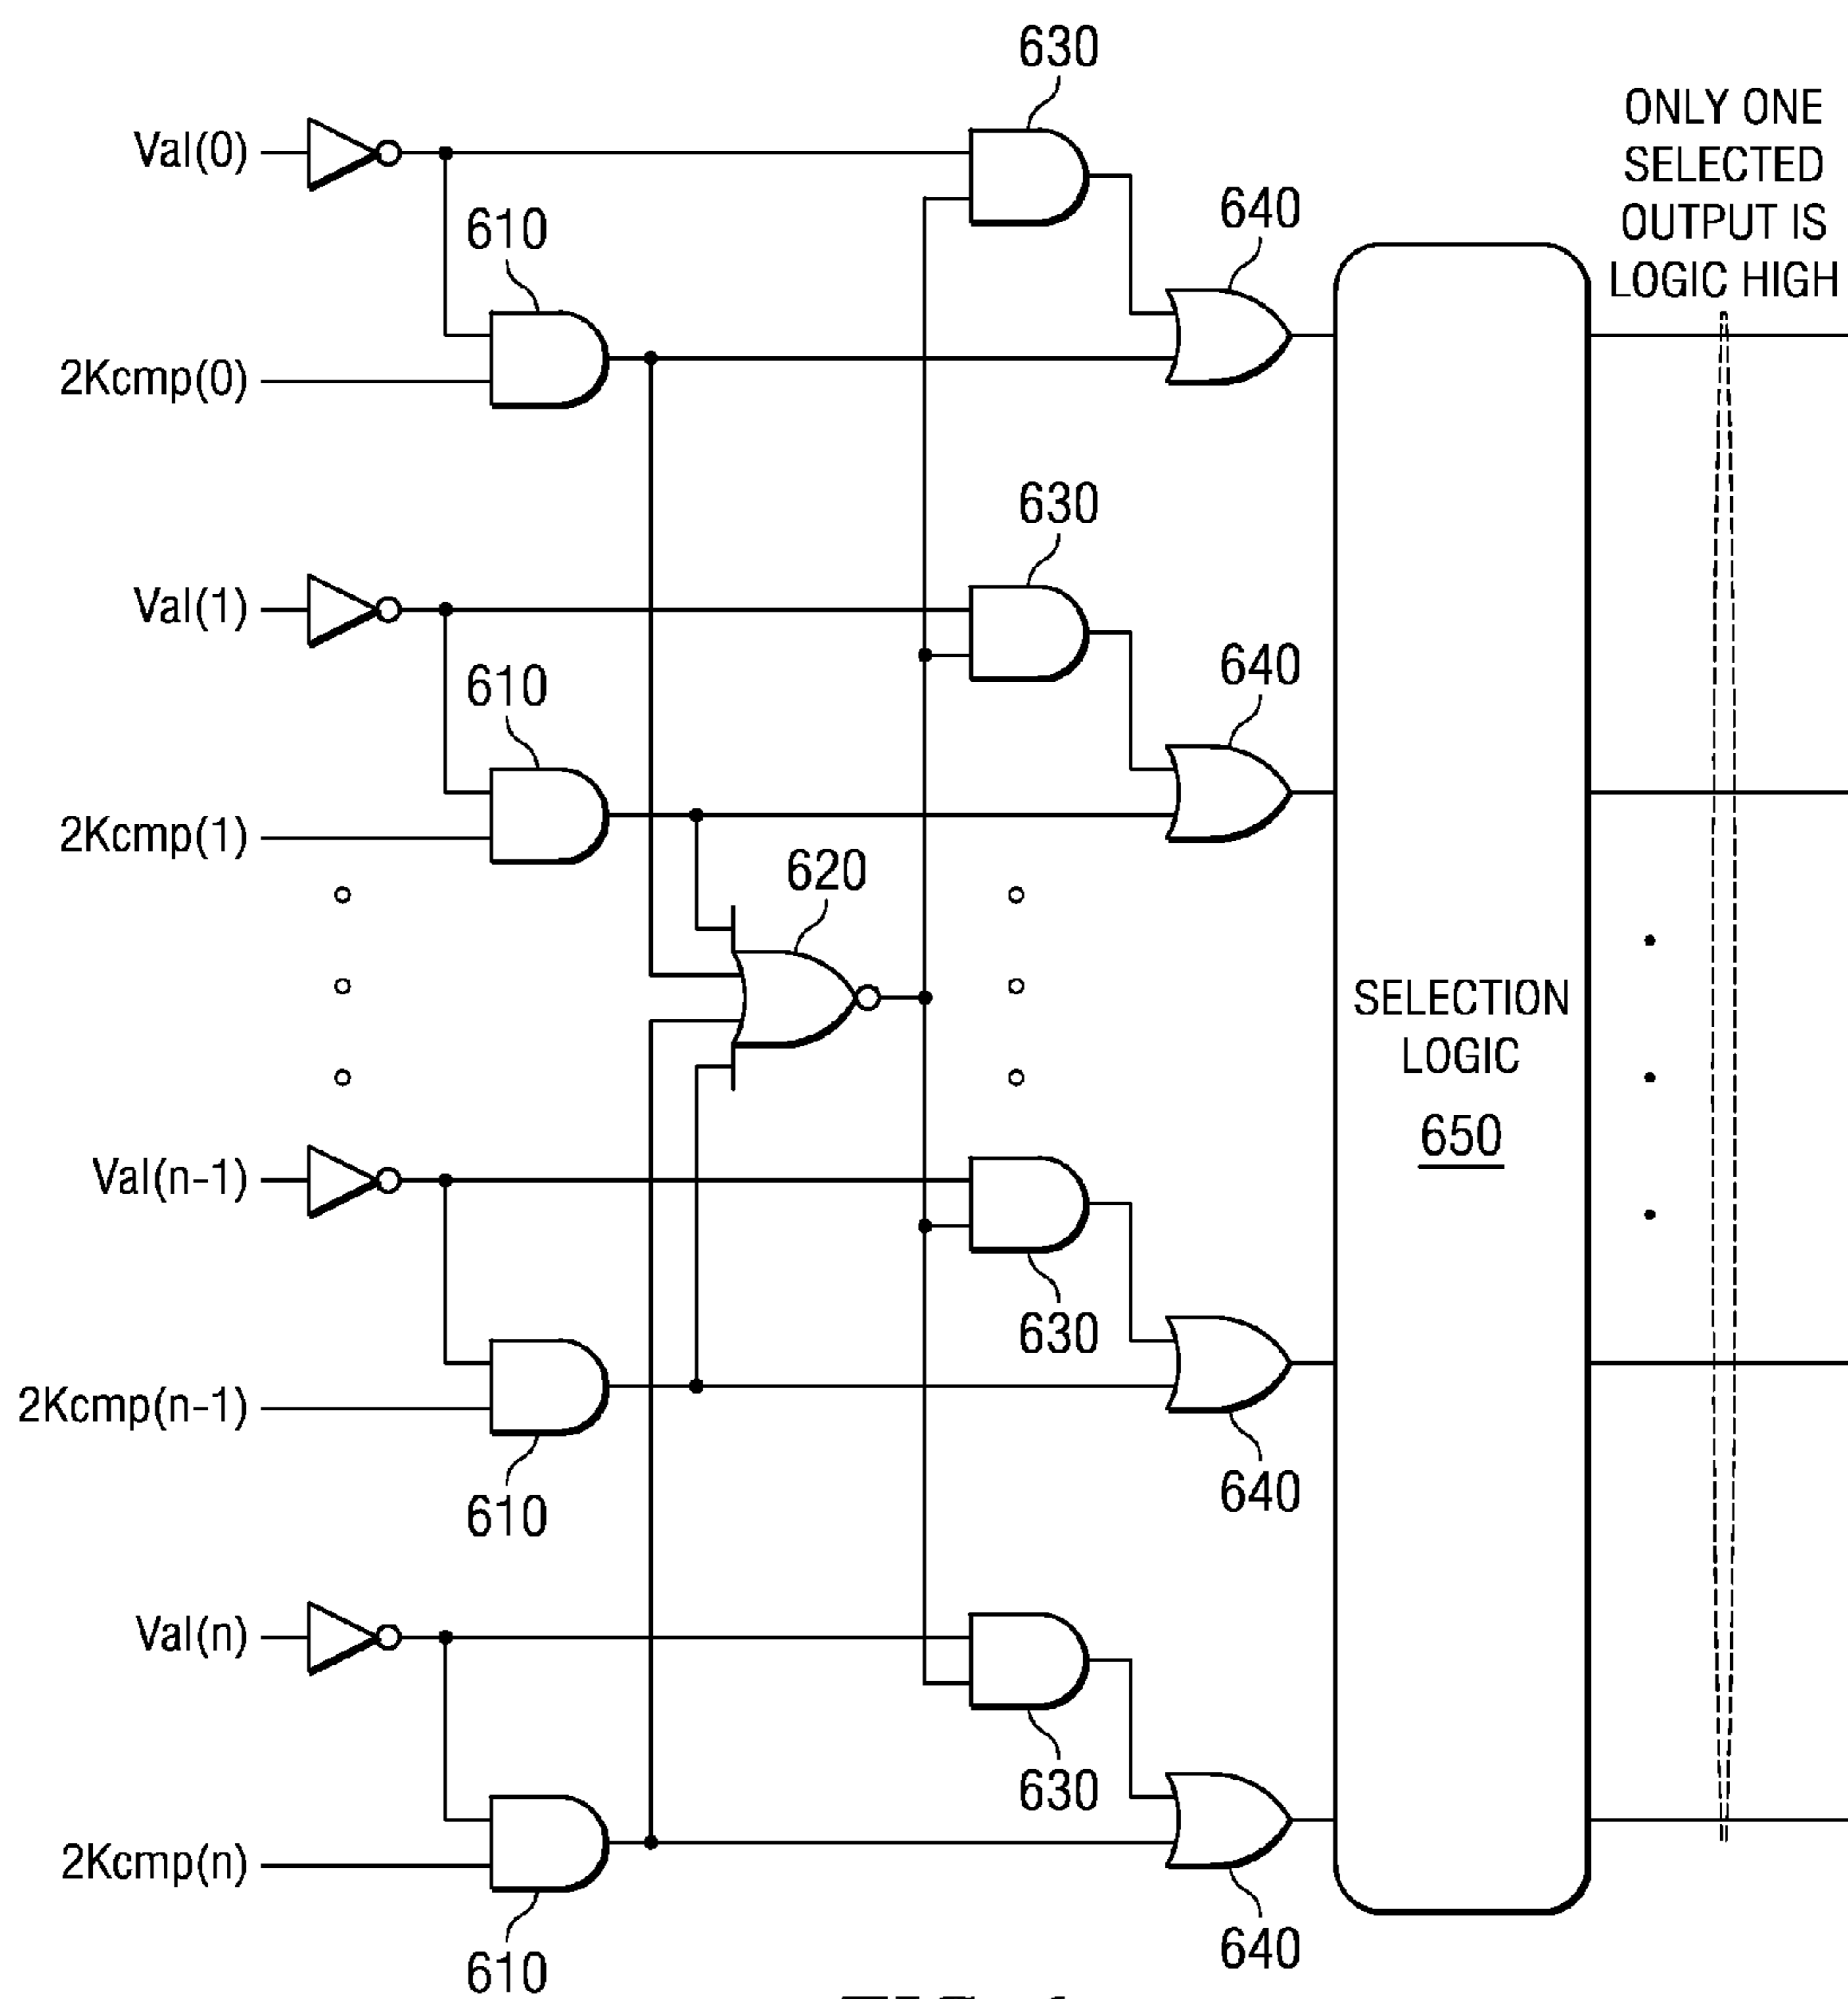 630
ONLY ONE
SELECTED
OUTPUT IS
LOGIC HIGH
Val(0)
610
640
2Kcmp(0)
630
Val(1)
610
640
2Kcmp(1)
620
SELECTION
LOGIC
650
Val(n-1)
630
2Kcmp(n-1)
610
640
Val(n)
630
2Kcmp(n)
610
640